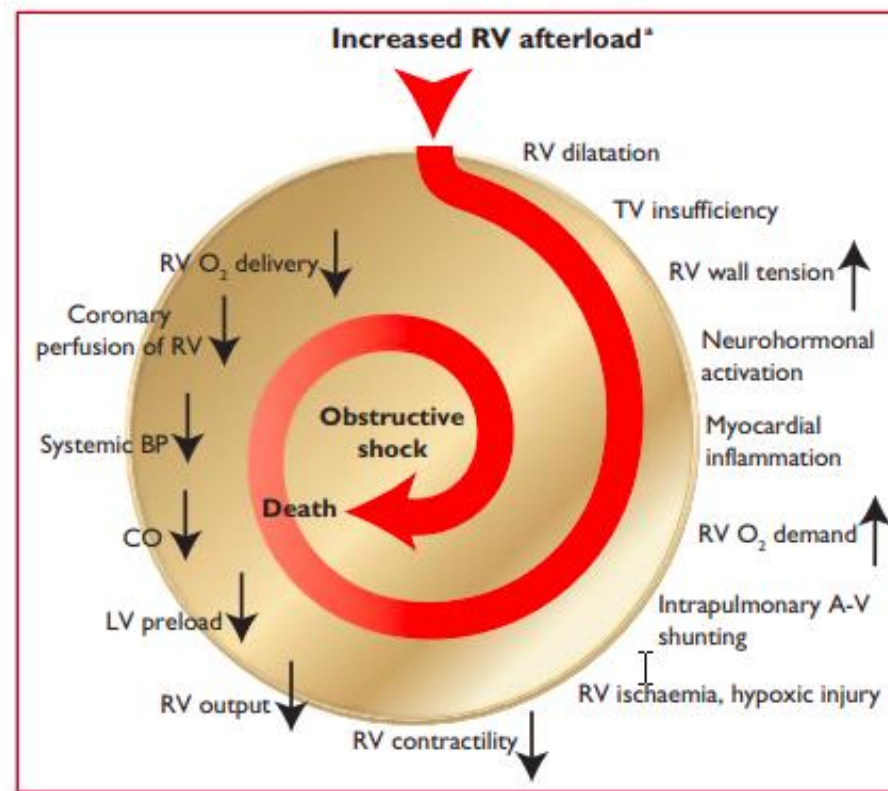 Increased RV afterloadᵃ
RV dilatation
TV insufficiency
RV wall tension
Neurohormonal
activation
Myocardial
inflammation
RV O₂ demand
Intrapulmonary A-V
shunting
RV ischaemia, hypoxic injury
RV contractility
RV output
LV preload
CO
Systemic BP
Coronary
perfusion of RV
RV O₂ delivery
Obstructive
shock
Death